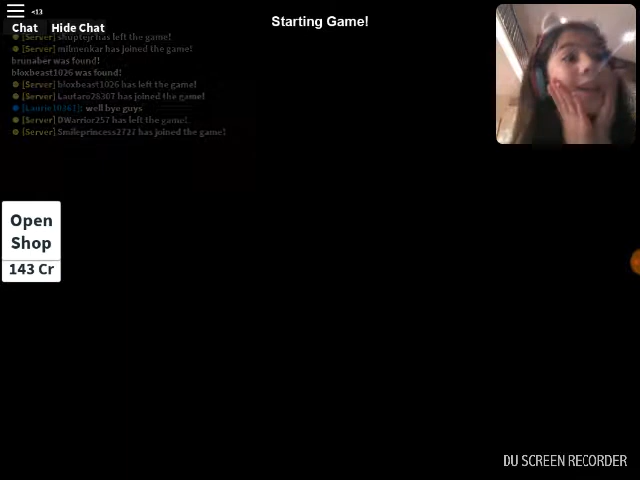 <13
Starting Game!
Chat Hide Chat
[Server] shuptejr has left the game!
[Server] milmenkar has joined the game!
brunaber was found!
bloxbeast1026 was found!
[Server] bloxbeast1026 has left the game!
[Server] Lautaro28307 has joined the game!
[Laurie10361]: well bye guys
[Server] DWarrior257 has left the game!
[Server] Smileprincess2727 has joined the game!
Open
Shop
143 Cr
DU SCREEN RECORDER